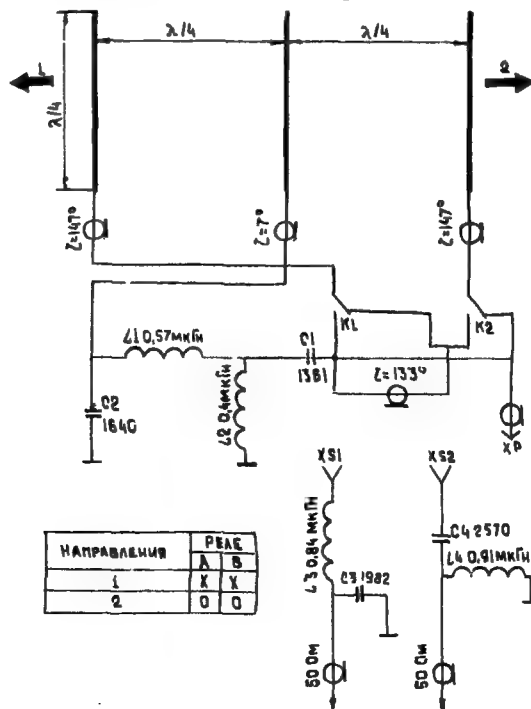 λ/4 λ/4
1 2
λ/4
Z=147° Z=7° Z=147°
K1 K2
L1 0,57мкГн C1
1381
C2
1640
L2 0,4мкГн
Z=133°
XP
XS1 XS2
L3 0,84 мкГн
C3 1982
C4 2570
L4 0,91мкГн
50 Ом 50 Ом
НАПРАВЛЕНИЯ РЕЛЕ
A B
1 X X
2 0 0